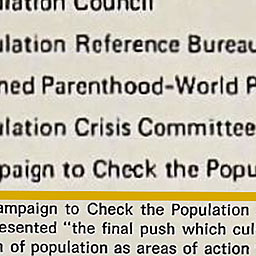 ulation Council
ulation Reference Bureau
ned Parenthood-World P
ulation Crisis Committee
paign to Check the Popu
ampaign to Check the Population
esented "the final push which cul
n of population as areas of action